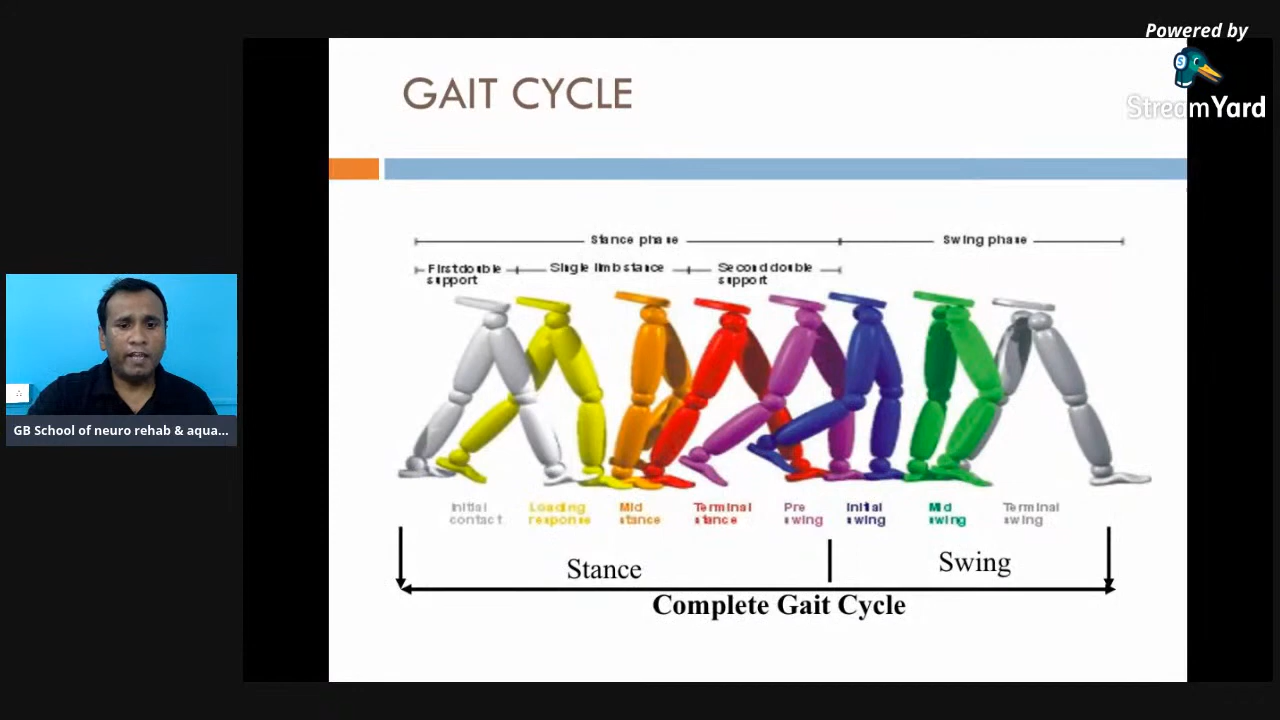 Powered by
StreamYard
GAIT CYCLE
Stance phase
Swing phase
First double
support
Single limb stance
Second double
support
Initial
contact
Loading
response
Mid
stance
Terminal
stance
Pre
swing
Initial
swing
Mid
swing
Terminal
swing
Stance
Swing
Complete Gait Cycle
GB School of neuro rehab & aqua...